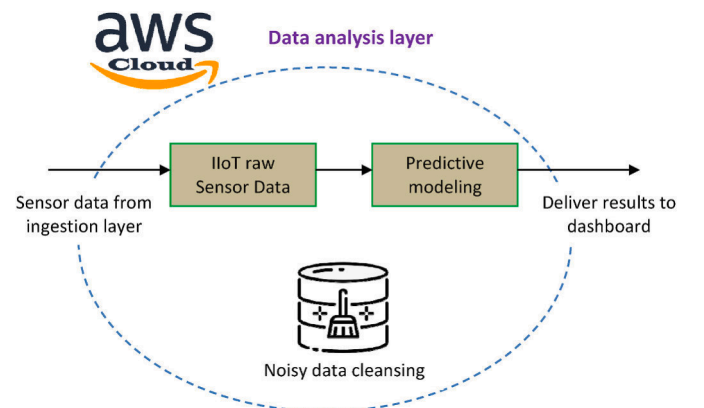 aws
Cloud
Data analysis layer
IIoT raw
Sensor Data
Predictive
modeling
Sensor data from
ingestion layer
Deliver results to
dashboard
Noisy data cleansing